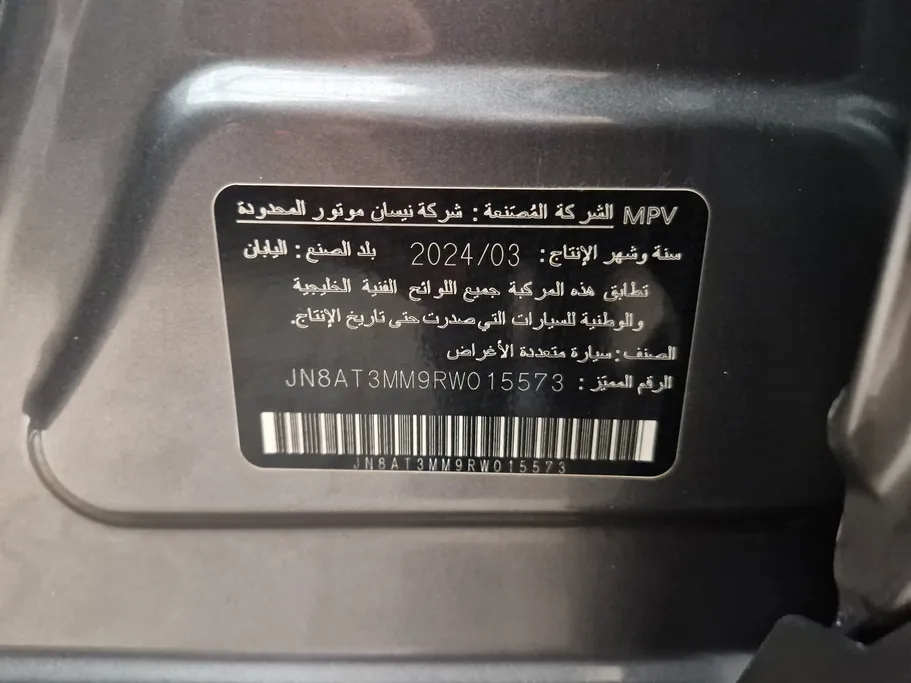 MPV الشركة المُصنعة : شركة نيسان موتور المحدودة
سنة وشهر الإنتاج: 2024/03 بلد الصنع : اليابان
تطابق هذه المركبة جميع اللوائح الفنية الخليجية
والوطنية للسيارات التي صدرت حتى تاريخ الإنتاج.
الصنف: سيارة متعددة الأغراض
الرقم المميّز : JN8AT3MM9RW015573
JN8AT3MM9RW015573